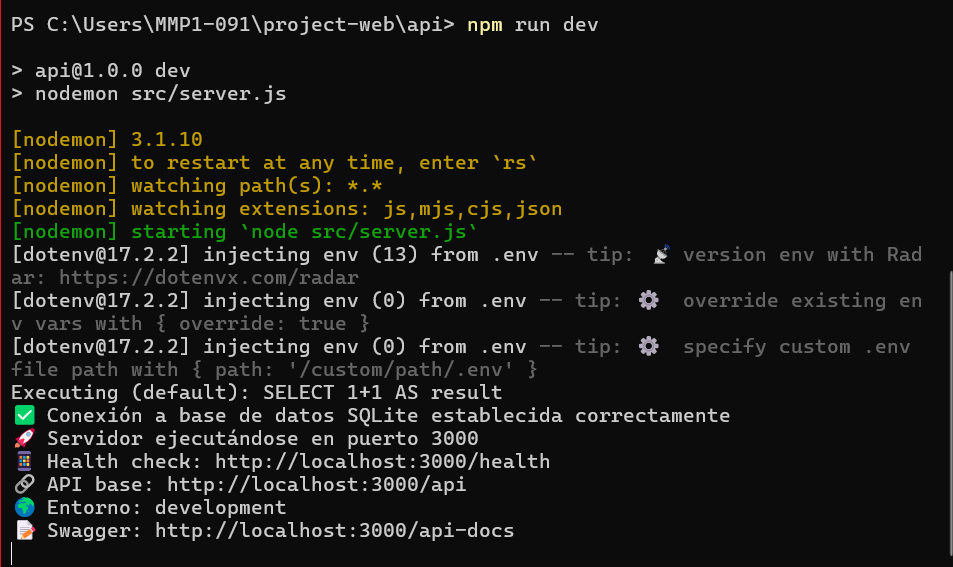 PS C:\Users\MMP1-091\project-web\api> npm run dev
> api@1.0.0 dev
> nodemon src/server.js
[nodemon] 3.1.10
[nodemon] to restart at any time, enter `rs`
[nodemon] watching path(s): *.*
[nodemon] watching extensions: js,mjs,cjs,json
[nodemon] starting `node src/server.js`
[dotenv@17.2.2] injecting env (13) from .env -- tip: 📡 version env with Rad
ar: https://dotenvx.com/radar
[dotenv@17.2.2] injecting env (0) from .env -- tip: ⚙️ override existing en
v vars with { override: true }
[dotenv@17.2.2] injecting env (0) from .env -- tip: ⚙️ specify custom .env
file path with { path: '/custom/path/.env' }
Executing (default): SELECT 1+1 AS result
✅ Conexión a base de datos SQLite establecida correctamente
🚀 Servidor ejecutándose en puerto 3000
📱 Health check: http://localhost:3000/health
🔗 API base: http://localhost:3000/api
🌍 Entorno: development
📝 Swagger: http://localhost:3000/api-docs